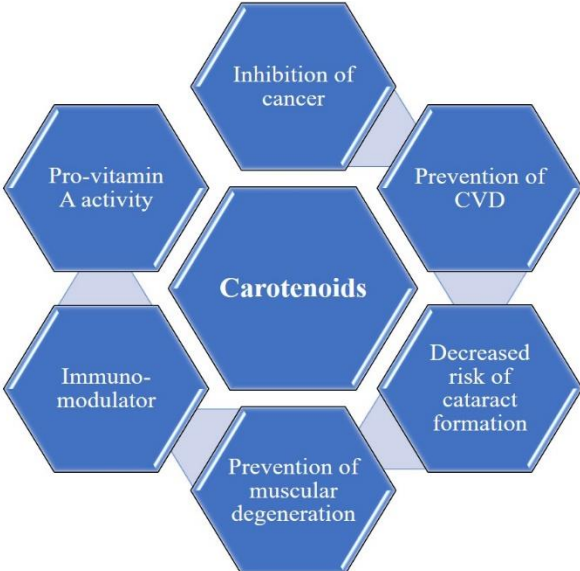 Inhibition of
cancer
Pro-vitamin
A activity
Prevention of
CVD
Carotenoids
Immuno-
modulator
Decreased
risk of
cataract
formation
Prevention of
muscular
degeneration